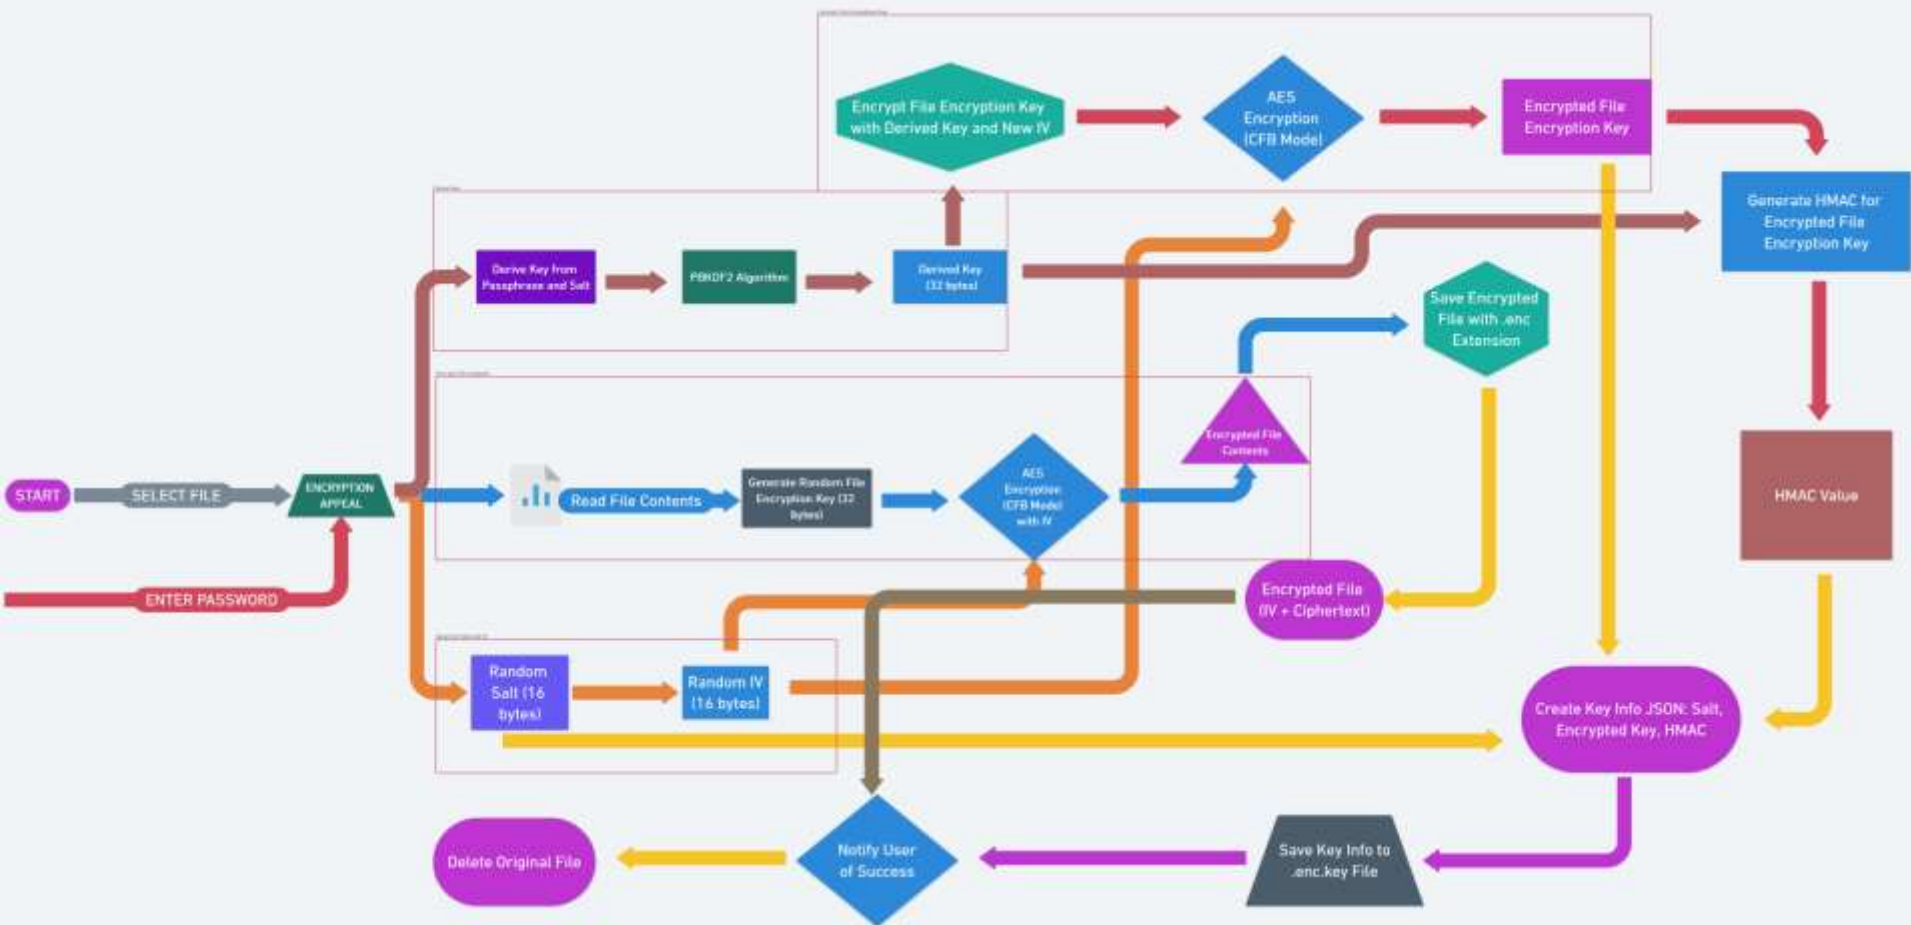 Encrypt File Encryption Key
with Derived Key and New IV
AES
Encryption
(CFB Model)
Encrypted File
Encryption Key
Generate HMAC for
Encrypted File
Encryption Key
Derive Key from
Passphrase and Salt
PBKDF2 Algorithm
Derived Key
(32 bytes)
Save Encrypted
File with .enc
Extension
Encrypted File
Contents
START
SELECT FILE
ENCRYPTION
APPEAL
Read File Contents
Generate Random File
Encryption Key (32
bytes)
AES
Encryption
(CFB Model
with IV
HMAC Value
ENTER PASSWORD
Encrypted File
(IV + Ciphertext)
Random
Salt (16
bytes)
Random IV
(16 bytes)
Create Key Info JSON: Salt,
Encrypted Key, HMAC
Delete Original File
Notify User
of Success
Save Key Info to
.enc.key File